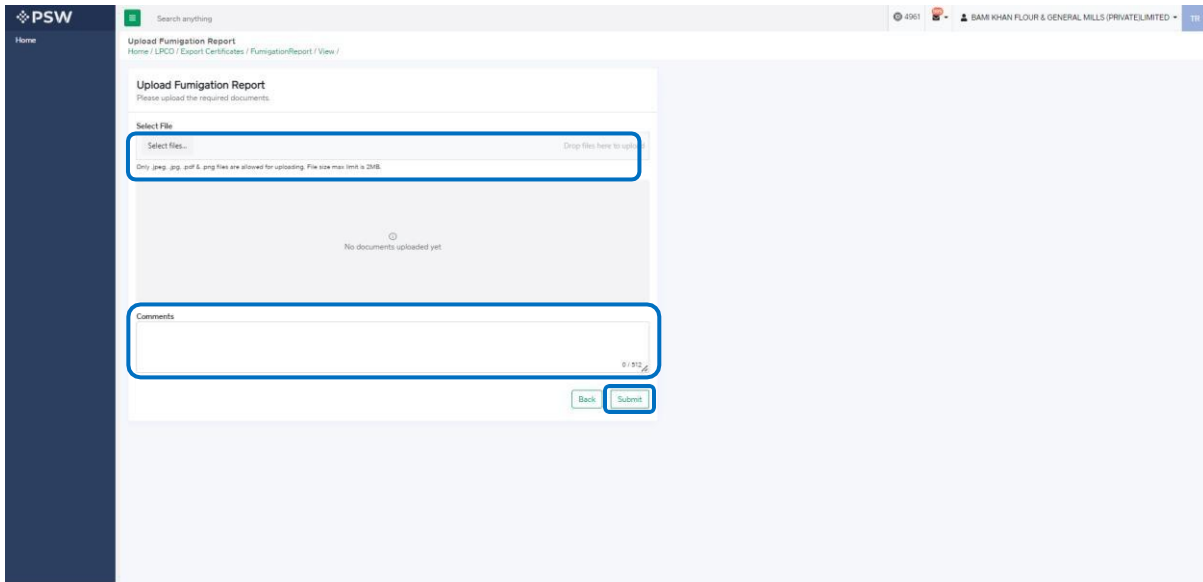 PSW
Search anything
4961
BAMI KHAN FLOUR & GENERAL MILLS (PRIVATE)LIMITED
TR
Home
Upload Fumigation Report
Home / LPCO / Export Certificates / FumigationReport / View /
Upload Fumigation Report
Please upload the required documents.
Select File
Select files...
Drop files here to upload
Only .jpeg, .jpg, .pdf & .png files are allowed for uploading. File size max limit is 2MB.
No documents uploaded yet
Comments
0 / 512
Back
Submit